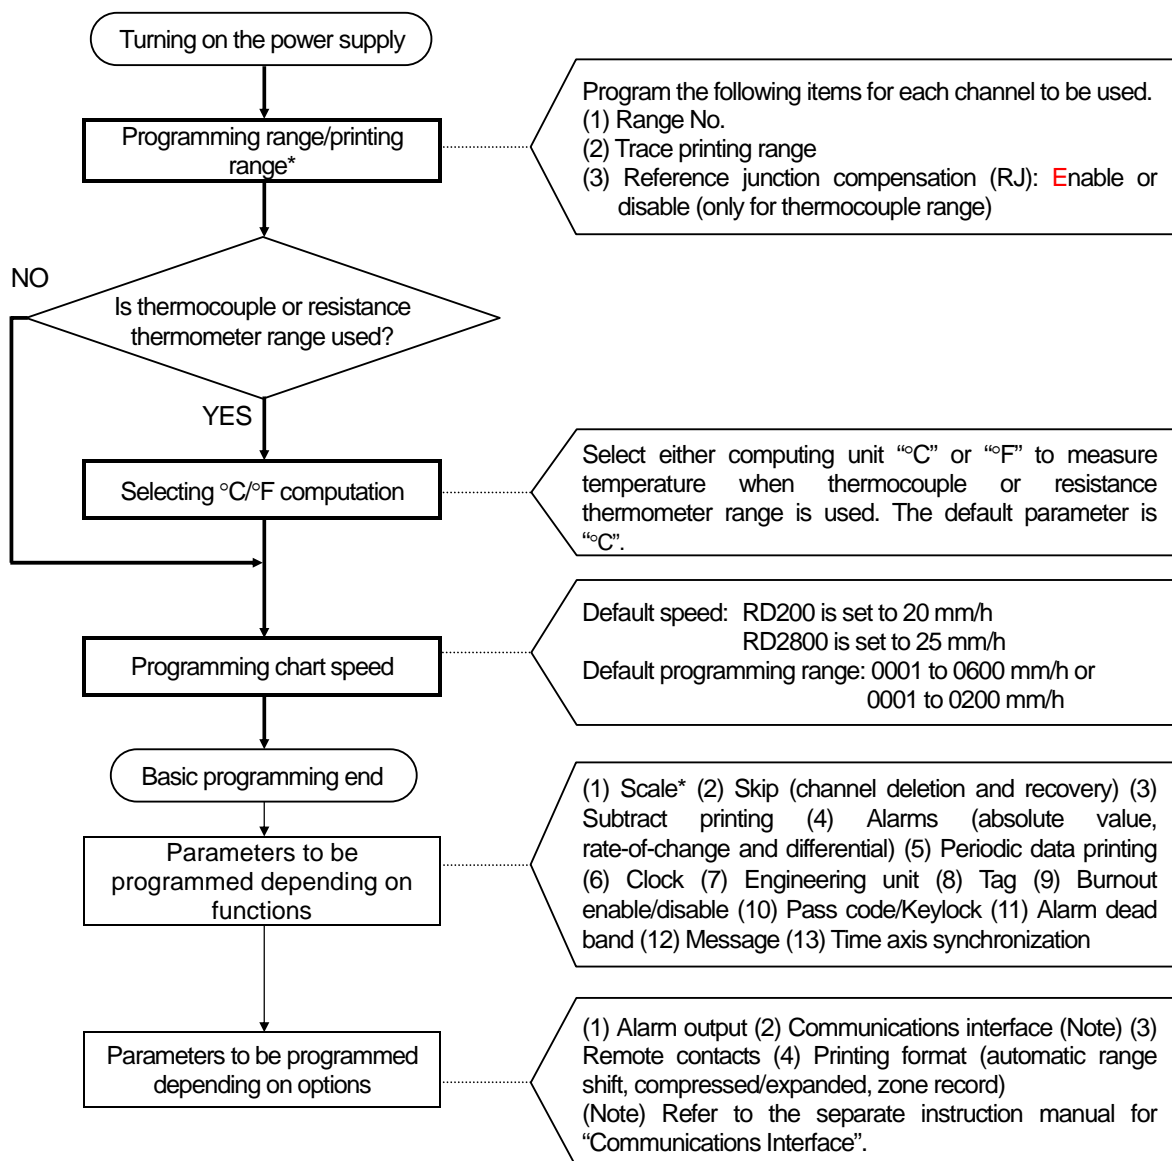 Turning on the power supply
Program the following items for each channel to be used.
(1) Range No.
(2) Trace printing range
(3) Reference junction compensation (RJ): Enable or
disable (only for thermocouple range)
Programming range/printing
range*
NO
Is thermocouple or resistance
thermometer range used?
YES
Select either computing unit “°C” or “°F” to measure
temperature when thermocouple or resistance
thermometer range is used. The default parameter is
“°C”.
Selecting °C/°F computation
Default speed: RD200 is set to 20 mm/h
RD2800 is set to 25 mm/h
Default programming range: 0001 to 0600 mm/h or
0001 to 0200 mm/h
Programming chart speed
Basic programming end
(1) Scale* (2) Skip (channel deletion and recovery) (3)
Subtract printing (4) Alarms (absolute value,
rate-of-change and differential) (5) Periodic data printing
(6) Clock (7) Engineering unit (8) Tag (9) Burnout
enable/disable (10) Pass code/Keylock (11) Alarm dead
band (12) Message (13) Time axis synchronization
Parameters to be
programmed depending on
functions
(1) Alarm output (2) Communications interface (Note) (3)
Remote contacts (4) Printing format (automatic range
shift, compressed/expanded, zone record)
(Note) Refer to the separate instruction manual for
“Communications Interface”.
Parameters to be programmed
depending on options